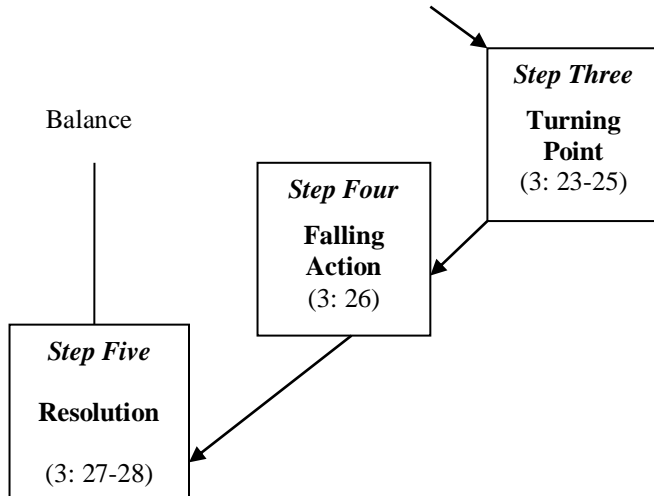 Step Three
Turning
Point
(3: 23-25)
Balance
Step Four
Falling
Action
(3: 26)
Step Five
Resolution
(3: 27-28)